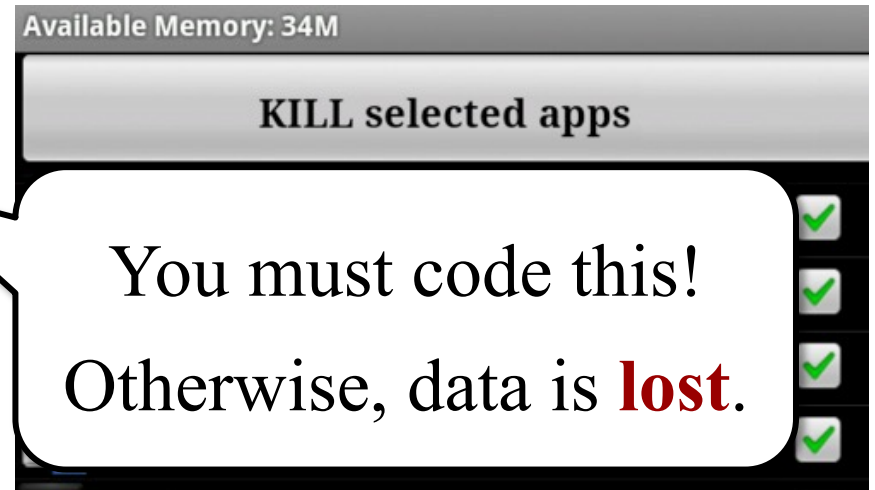 Available Memory: 34M
KILL selected apps
You must code this!
Otherwise, data is lost.